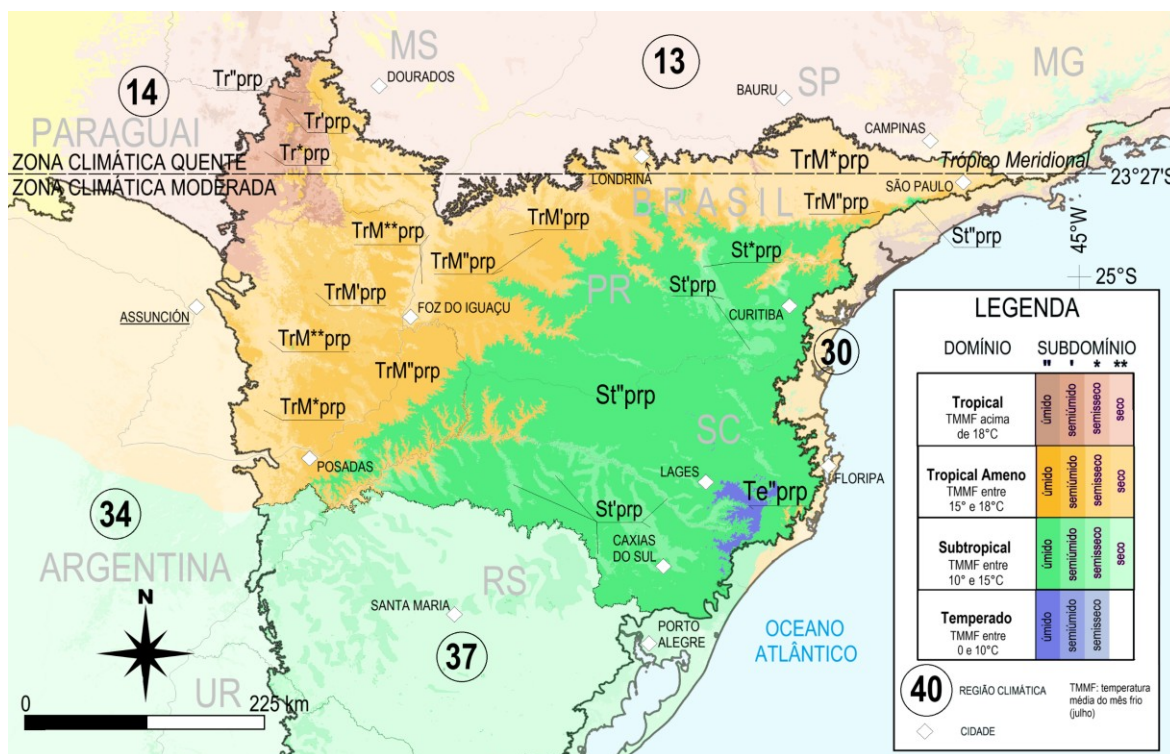 MS
DOURADOS
13
SP
BAURU
MG
14
Tr"prp
Tr'prp
Tr*prp
PARAGUAI
CAMPINAS
ZONA CLIMÁTICA QUENTE
ZONA CLIMÁTICA MODERADA
TrM*prp
Trópico Meridional
23°27'S
LONDRINA
SÃO PAULO
BRASIL
TrM"prp
TrM'prp
TrM**prp
St"prp
45°W
TrM"prp
St*prp
25°S
PR
St'prp
TrM'prp
FOZ DO IGUAÇU
CURITIBA
ASSUNCIÓN
TrM**prp
30
TrM"prp
St"prp
TrM*prp
SC
POSADAS
LAGES
Te"prp
FLORIPA
34
St'prp
CAXIAS
DO SUL
ARGENTINA
RS
N
SANTA MARIA
37
PORTO
ALEGRE
OCEANO
ATLÂNTICO
UR
0
225 km
LEGENDA
DOMÍNIO
SUBDOMÍNIO
" ' * **
Tropical
TMMF acima
de 18°C
úmido
semiúmido
semisseco
seco
Tropical Ameno
TMMF entre
15° e 18°C
úmido
semiúmido
semisseco
seco
Subtropical
TMMF entre
10° e 15°C
úmido
semiúmido
semisseco
seco
Temperado
TMMF entre
0 e 10°C
úmido
semiúmido
semisseco
40
REGIÃO CLIMÁTICA
TMMF: temperatura
média do mês frio
(julho)
CIDADE